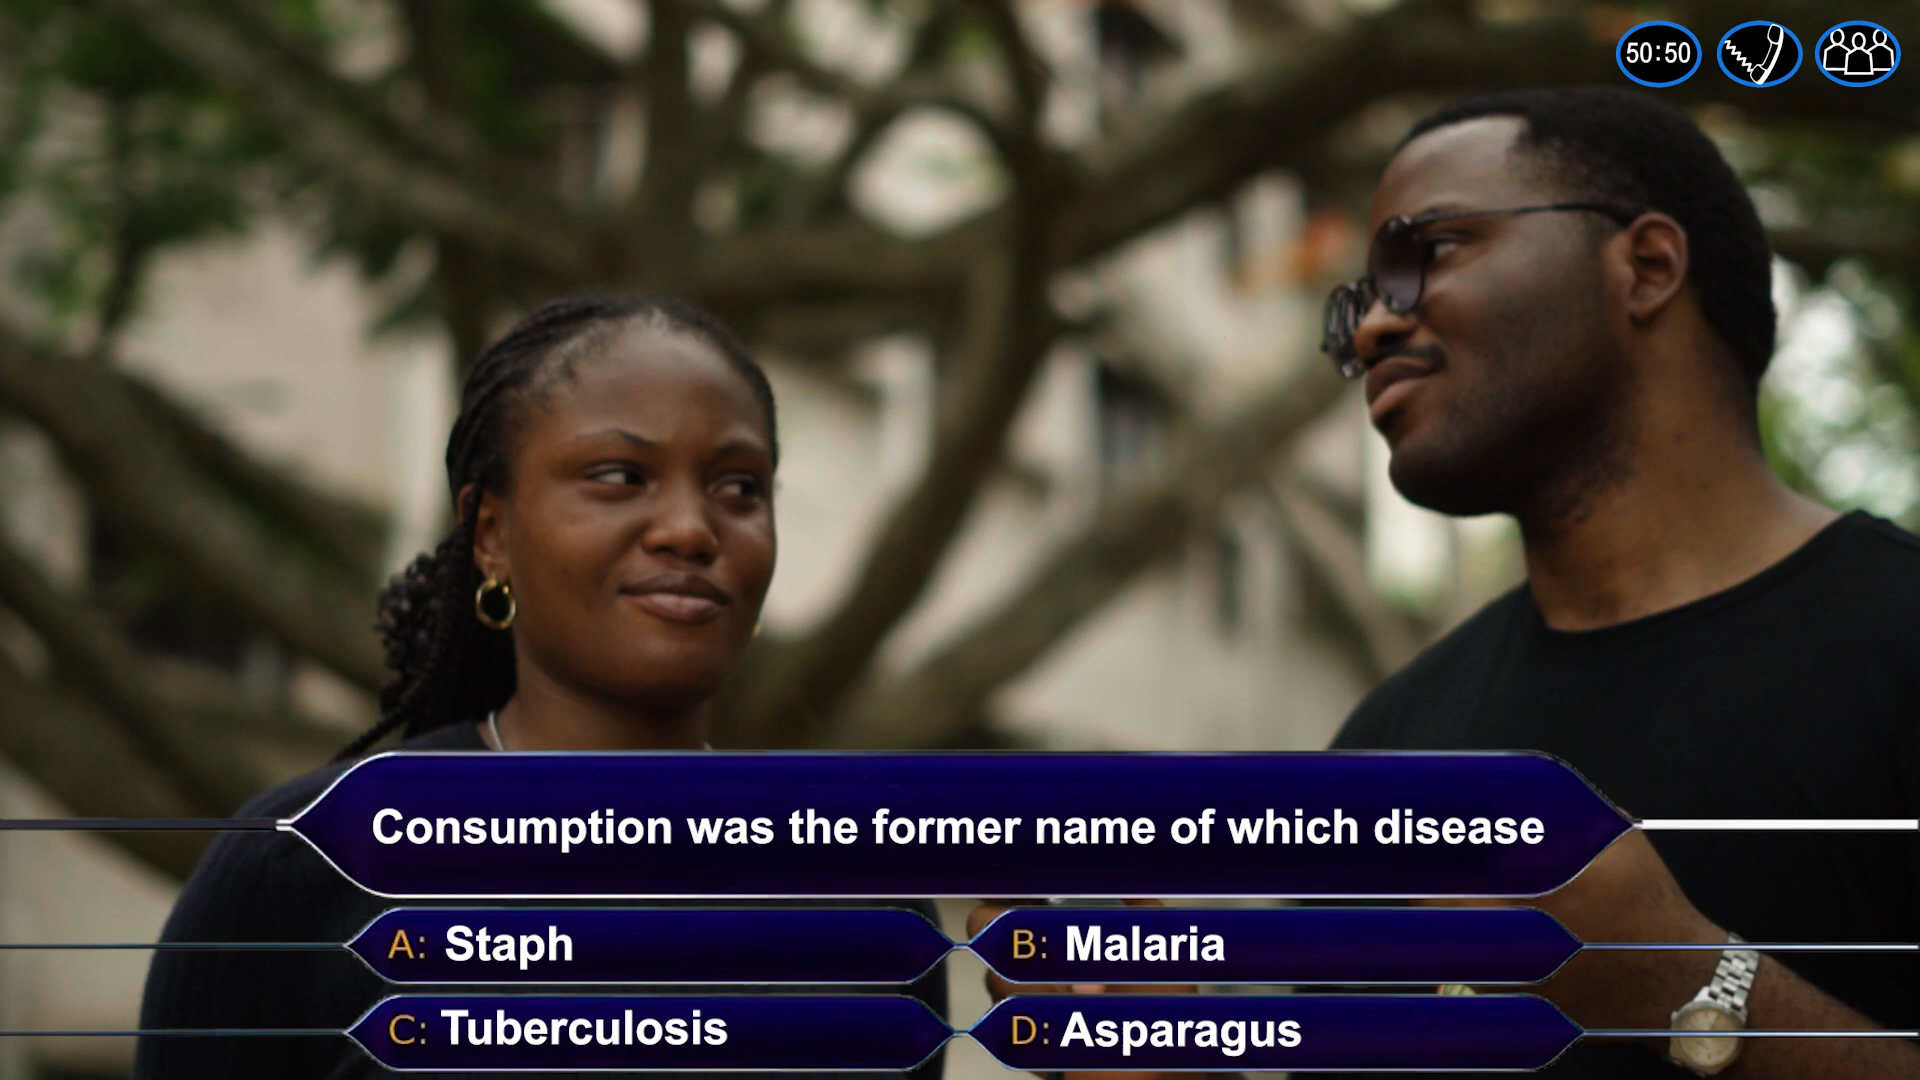 50:50
Consumption was the former name of which disease
A: Staph
B: Malaria
C: Tuberculosis
D: Asparagus